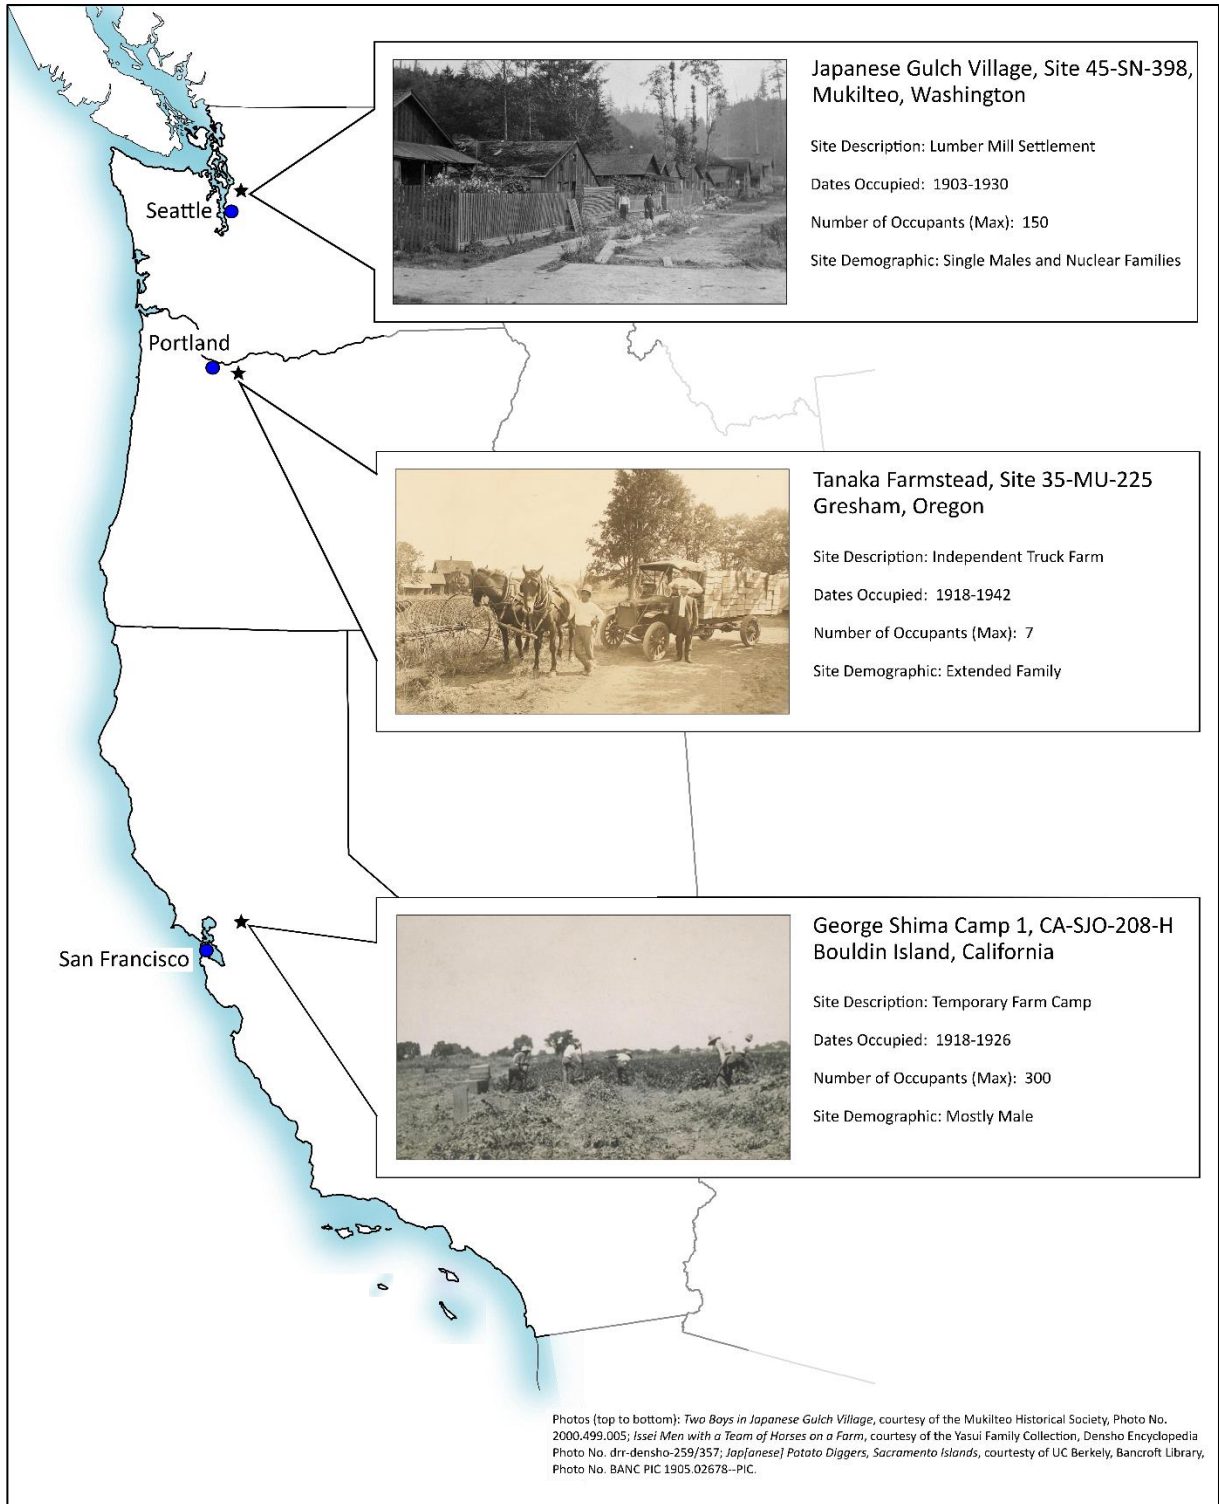 Japanese Gulch Village, Site 45-SN-398,
Mukilteo, Washington
Site Description: Lumber Mill Settlement
Dates Occupied: 1903-1930
Number of Occupants (Max): 150
Site Demographic: Single Males and Nuclear Families
Seattle
Portland
Tanaka Farmstead, Site 35-MU-225
Gresham, Oregon
Site Description: Independent Truck Farm
Dates Occupied: 1918-1942
Number of Occupants (Max): 7
Site Demographic: Extended Family
San Francisco
George Shima Camp 1, CA-SJO-208-H
Bouldin Island, California
Site Description: Temporary Farm Camp
Dates Occupied: 1918-1926
Number of Occupants (Max): 300
Site Demographic: Mostly Male
Photos (top to bottom): Two Boys in Japanese Gulch Village, courtesy of the Mukilteo Historical Society, Photo No.
2000.499.005; Issei Men with a Team of Horses on a Farm, courtesy of the Yasui Family Collection, Densho Encyclopedia
Photo No. drr-densho-259/357; Jap[anese] Potato Diggers, Sacramento Islands, courtesty of UC Berkely, Bancroft Library,
Photo No. BANC PIC 1905.02678--PIC.